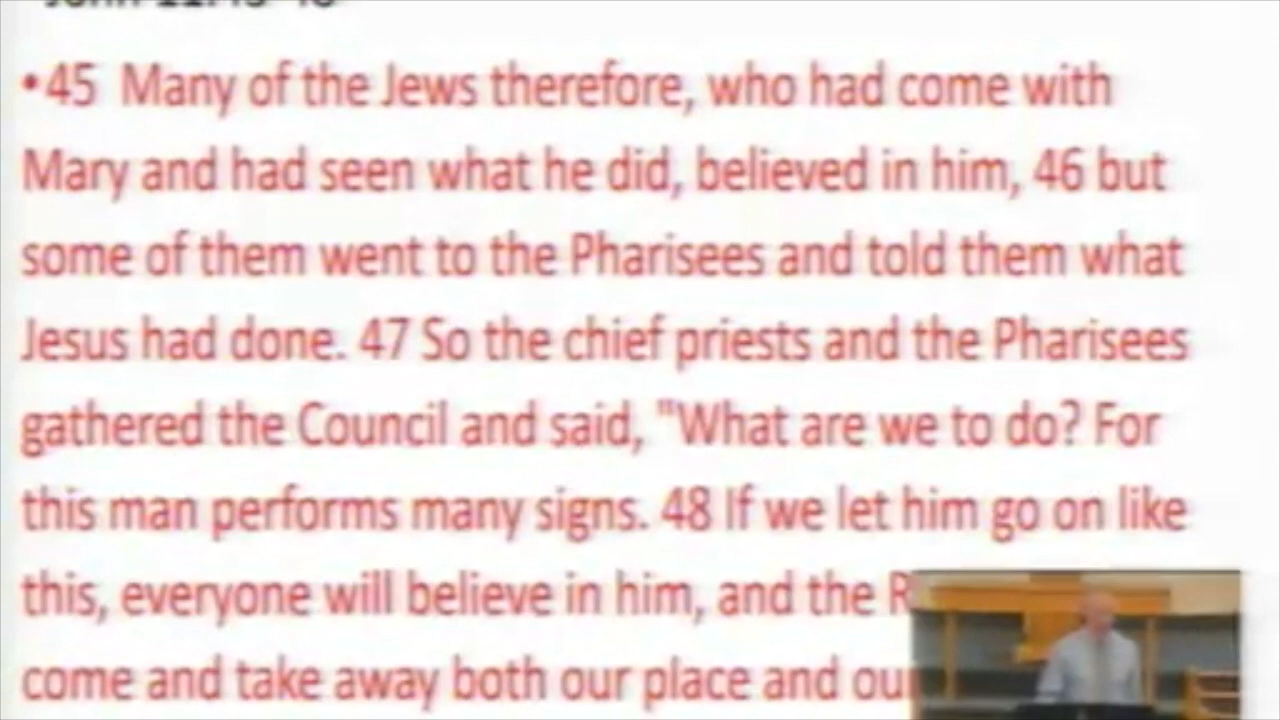 •45 Many of the Jews therefore, who had come with
Mary and had seen what he did, believed in him, 46 but
some of them went to the Pharisees and told them what
Jesus had done. 47 So the chief priests and the Pharisees
gathered the Council and said, "What are we to do? For
this man performs many signs. 48 If we let him go on like
this, everyone will believe in him, and the
come and take away both our place and our